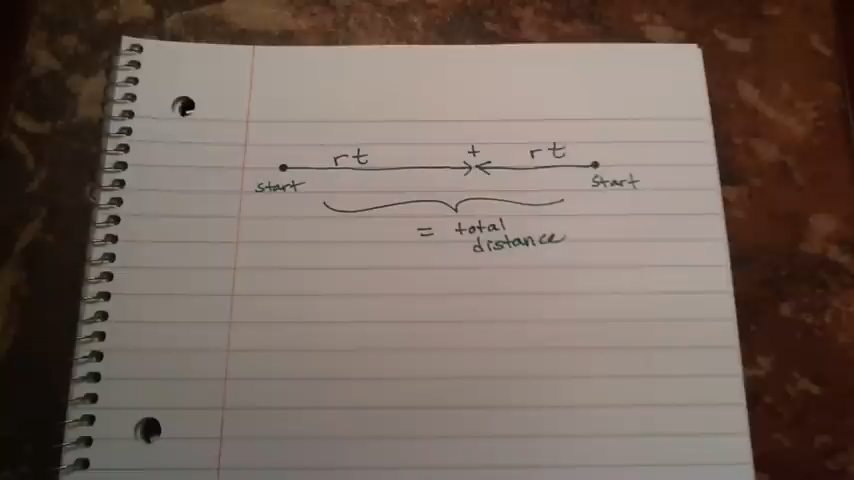 rt + rt
start start
= total
distance